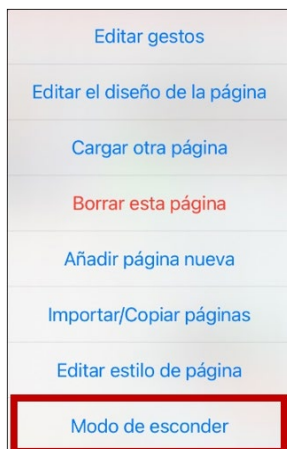 Editar gestos
Editar el diseño de la página
Cargar otra página
Borrar esta página
Añadir página nueva
Importar/Copiar páginas
Editar estilo de página
Modo de esconder